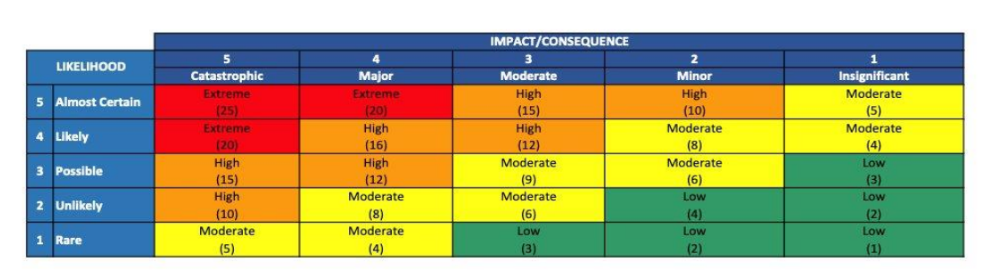 IMPACT/CONSEQUENCE
LIKELIHOOD 5 4 3 2 1
Catastrophic Major Moderate Minor Insignificant
5 Almost Certain Extreme Extreme High High Moderate
(25) (20) (15) (10) (5)
4 Likely Extreme High High Moderate Moderate
(20) (16) (12) (8) (4)
3 Possible High High Moderate Moderate Low
(15) (12) (9) (6) (3)
2 Unlikely High Moderate Moderate Low Low
(10) (8) (6) (4) (2)
1 Rare Moderate Moderate Low Low Low
(5) (4) (3) (2) (1)